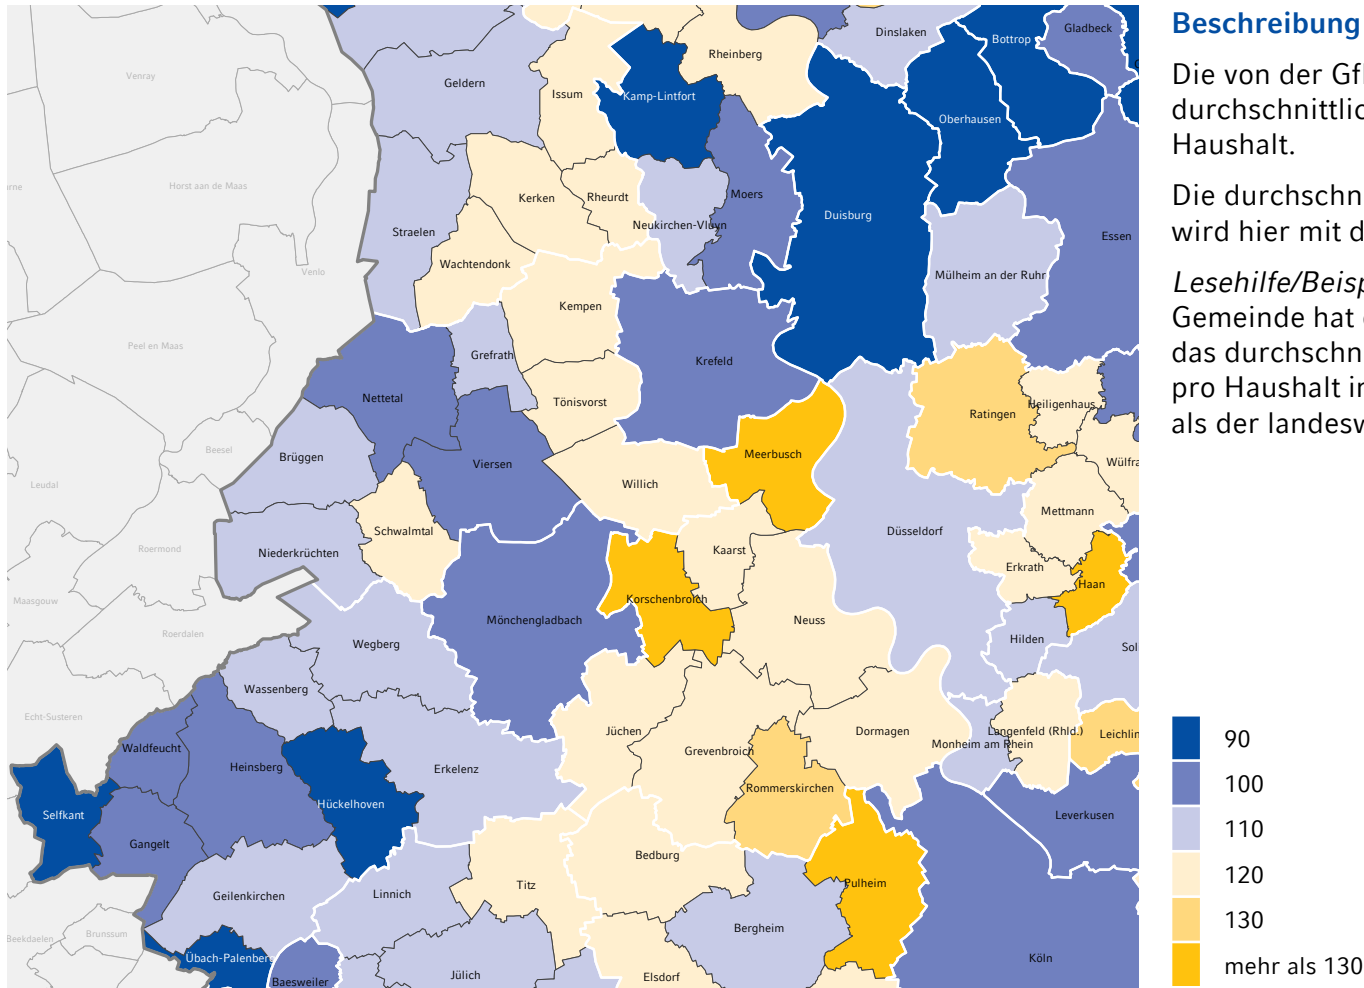 Beschreibung
Die von der Gf
durchschnittlic
Haushalt.
Die durchschn
wird hier mit d
Lesehilfe/Beisp
Gemeinde hat
das durchschn
pro Haushalt i
als der landesw
90
100
110
120
130
mehr als 130
Venray
Geldern
Issum
Kamp-Lintfort
Rheinberg
Dinslaken
Bottrop
Gladbeck
Oberhausen
Horst aan de Maas
Kerken
Rheurdt
Moers
Duisburg
Neukirchen-Vluyn
Straelen
Essen
Wachtendonk
Venlo
Mülheim an der Ruhr
Kempen
Peel en Maas
Grefrath
Krefeld
Nettetal
Tönisvorst
Ratingen
Heiligenhaus
Beesel
Brüggen
Viersen
Meerbusch
Wülfra
Leudal
Willich
Mettmann
Schwalmtal
Düsseldorf
Roermond
Niederkrüchten
Kaarst
Erkrath
Haan
Maasgouw
Korschenbroich
Mönchengladbach
Neuss
Roerdalen
Wegberg
Hilden
Sol
Wassenberg
Echt-Susteren
Jüchen
Dormagen
Langenfeld (Rhld.)
Leichlin
Monheim am Rhein
Waldfeucht
Grevenbroich
Heinsberg
Erkelenz
Rommerskirchen
Hückelhoven
Selfkant
Leverkusen
Gangelt
Bedburg
Titz
Pulheim
Geilenkirchen
Linnich
Bergheim
Beekdaelen
Brunssum
Übach-Palenberg
Köln
Jülich
Elsdorf
Baesweiler